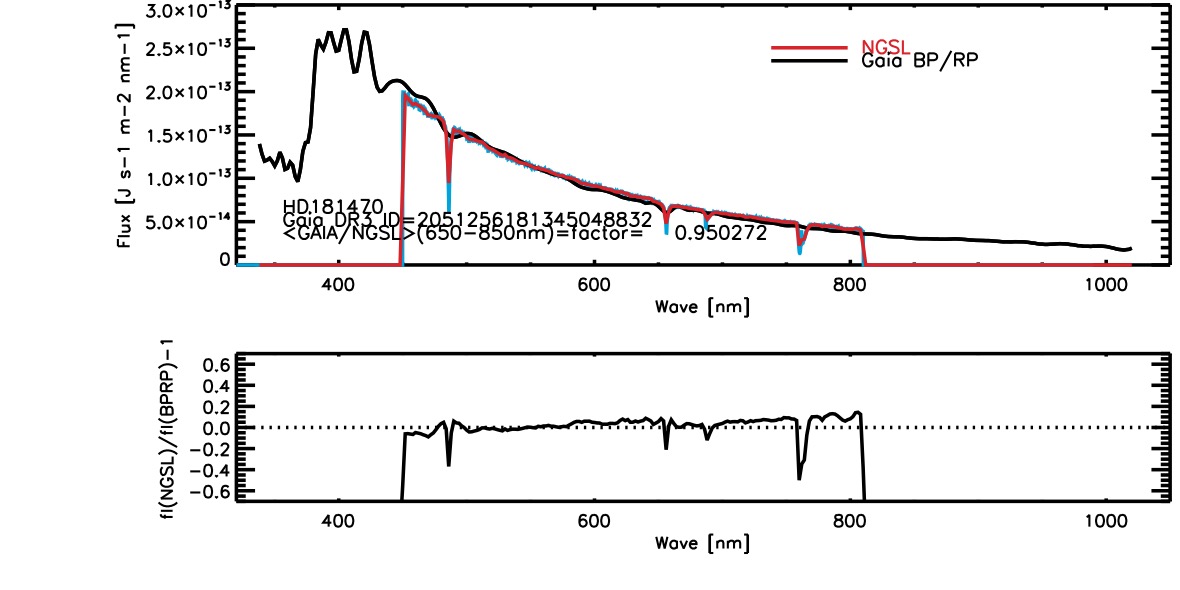 3.0×10−13
2.5×10−13
2.0×10−13
1.5×10−13
1.0×10−13
5.0×10−14
0
Flux [J s−1 m−2 nm−1]
NGSL
Gaia BP/RP
HD181470
Gaia DR3 ID=2051256181345048832
<GAIA/NGSL>(650−850nm)=factor= 0.950272
400 600 800 1000
Wave [nm]
0.6
0.4
0.2
0.0
−0.2
−0.4
−0.6
fl(NGSL)/fl(BPRP)−1
400 600 800 1000
Wave [nm]